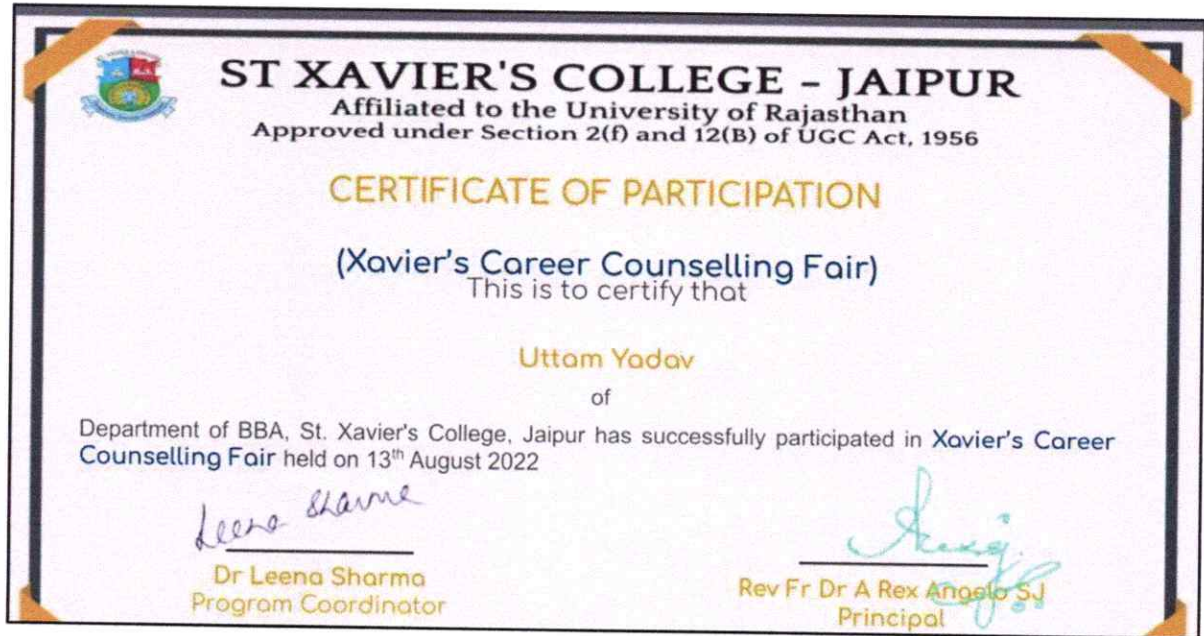 ST XAVIER'S COLLEGE - JAIPUR
Affiliated to the University of Rajasthan
Approved under Section 2(f) and 12(B) of UGC Act, 1956
CERTIFICATE OF PARTICIPATION
(Xavier's Career Counselling Fair)
This is to certify that
Uttam Yadav
of
Department of BBA, St. Xavier's College, Jaipur has successfully participated in Xavier's Career
Counselling Fair held on 13th August 2022
Leena Sharma
Dr Leena Sharma
Program Coordinator
Rev Fr Dr A Rex Angelo SJ
Principal